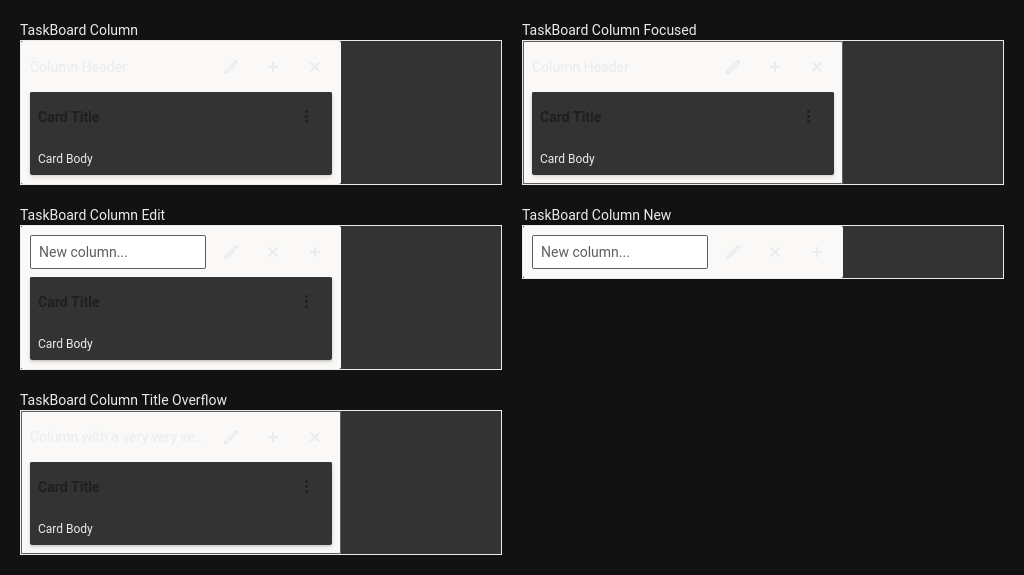 TaskBoard Column
Column Header
Card Title
Card Body
TaskBoard Column Focused
Column Header
Card Title
Card Body
TaskBoard Column Edit
New column...
Card Title
Card Body
TaskBoard Column New
New column...
TaskBoard Column Title Overflow
Column with a very very ve...
Card Title
Card Body